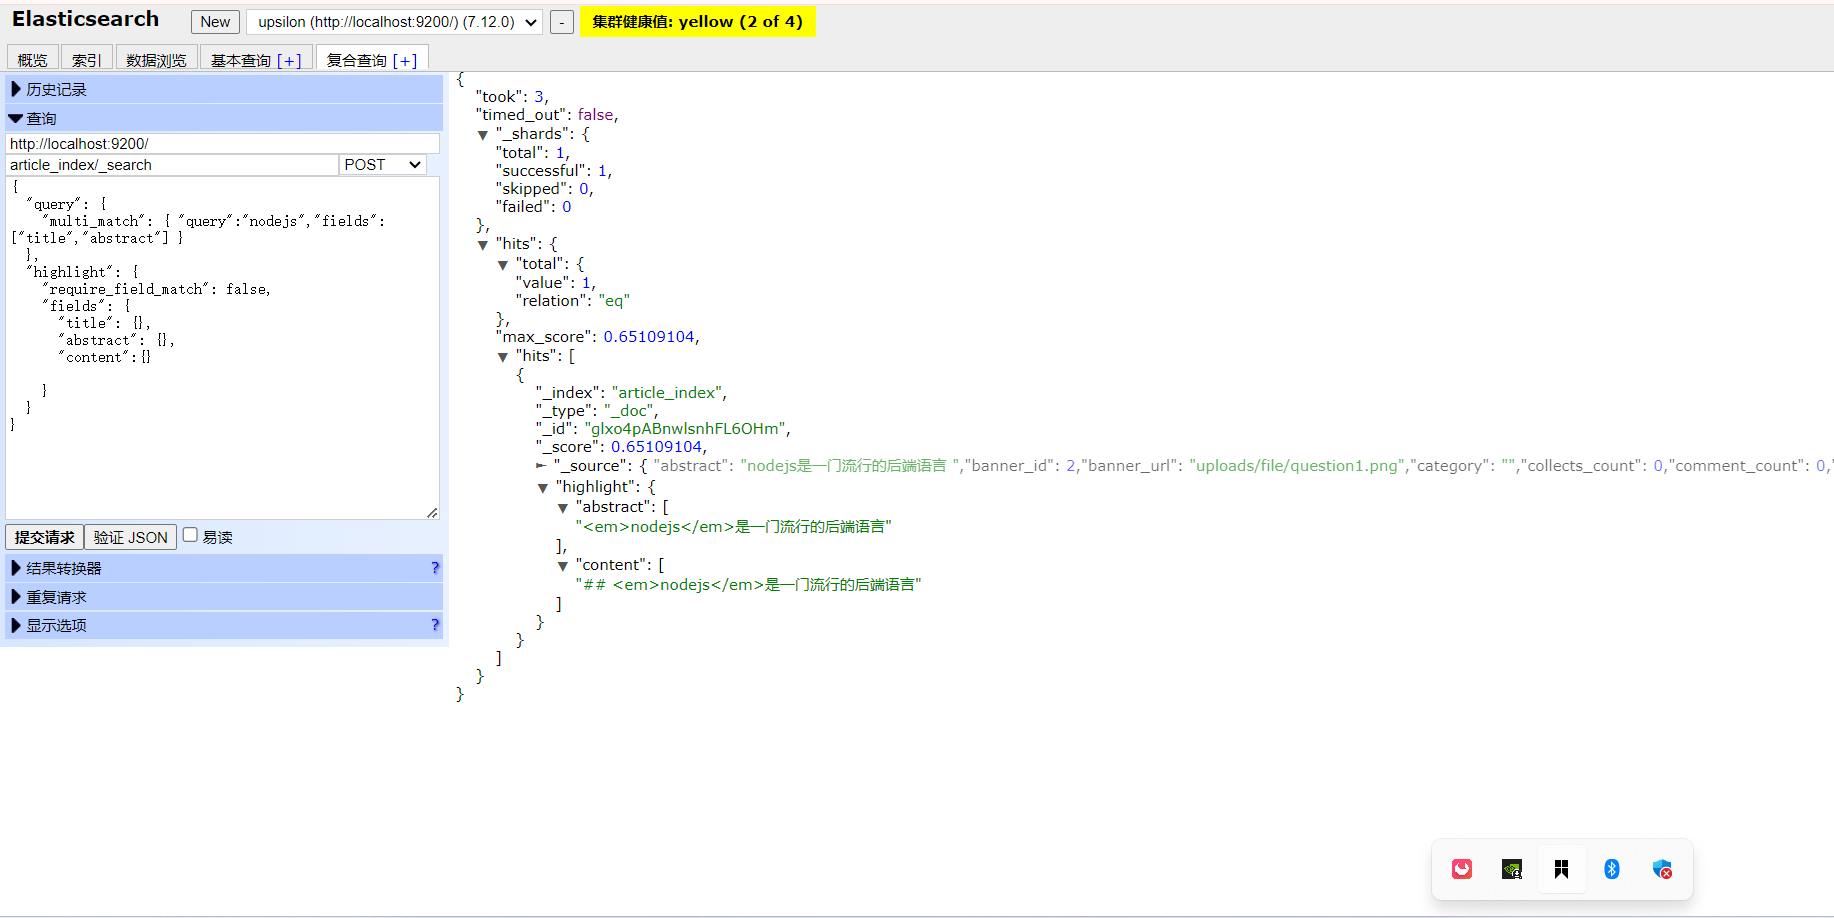 Elasticsearch New upsilon (http://localhost:9200/) (7.12.0) - 集群健康值: yellow (2 of 4)
概览 索引 数据浏览 基本查询 [+] 复合查询 [+]
历史记录
查询
http://localhost:9200/
article_index/_search POST
{
"query": {
"multi_match": { "query":"nodejs","fields":
["title","abstract"] }
},
"highlight": {
"require_field_match": false,
"fields": {
"title": {},
"abstract": {},
"content":{}
}
}
}
提交请求 验证 JSON 易读
结果转换器 ?
重复请求
显示选项 ?
{
"took": 3,
"timed_out": false,
▼ "_shards": {
"total": 1,
"successful": 1,
"skipped": 0,
"failed": 0
},
▼ "hits": {
▼ "total": {
"value": 1,
"relation": "eq"
},
"max_score": 0.65109104,
▼ "hits": [
{
"_index": "article_index",
"_type": "_doc",
"_id": "glxo4pABnwlsnhFL6OHm",
"_score": 0.65109104,
► "_source": { "abstract": "nodejs是一门流行的后端语言 ","banner_id": 2,"banner_url": "uploads/file/question1.png","category": "","collects_count": 0,"comment_count": 0,"
▼ "highlight": {
▼ "abstract": [
"<em>nodejs</em>是一门流行的后端语言"
],
▼ "content": [
"## <em>nodejs</em>是一门流行的后端语言"
]
}
}
]
}
}